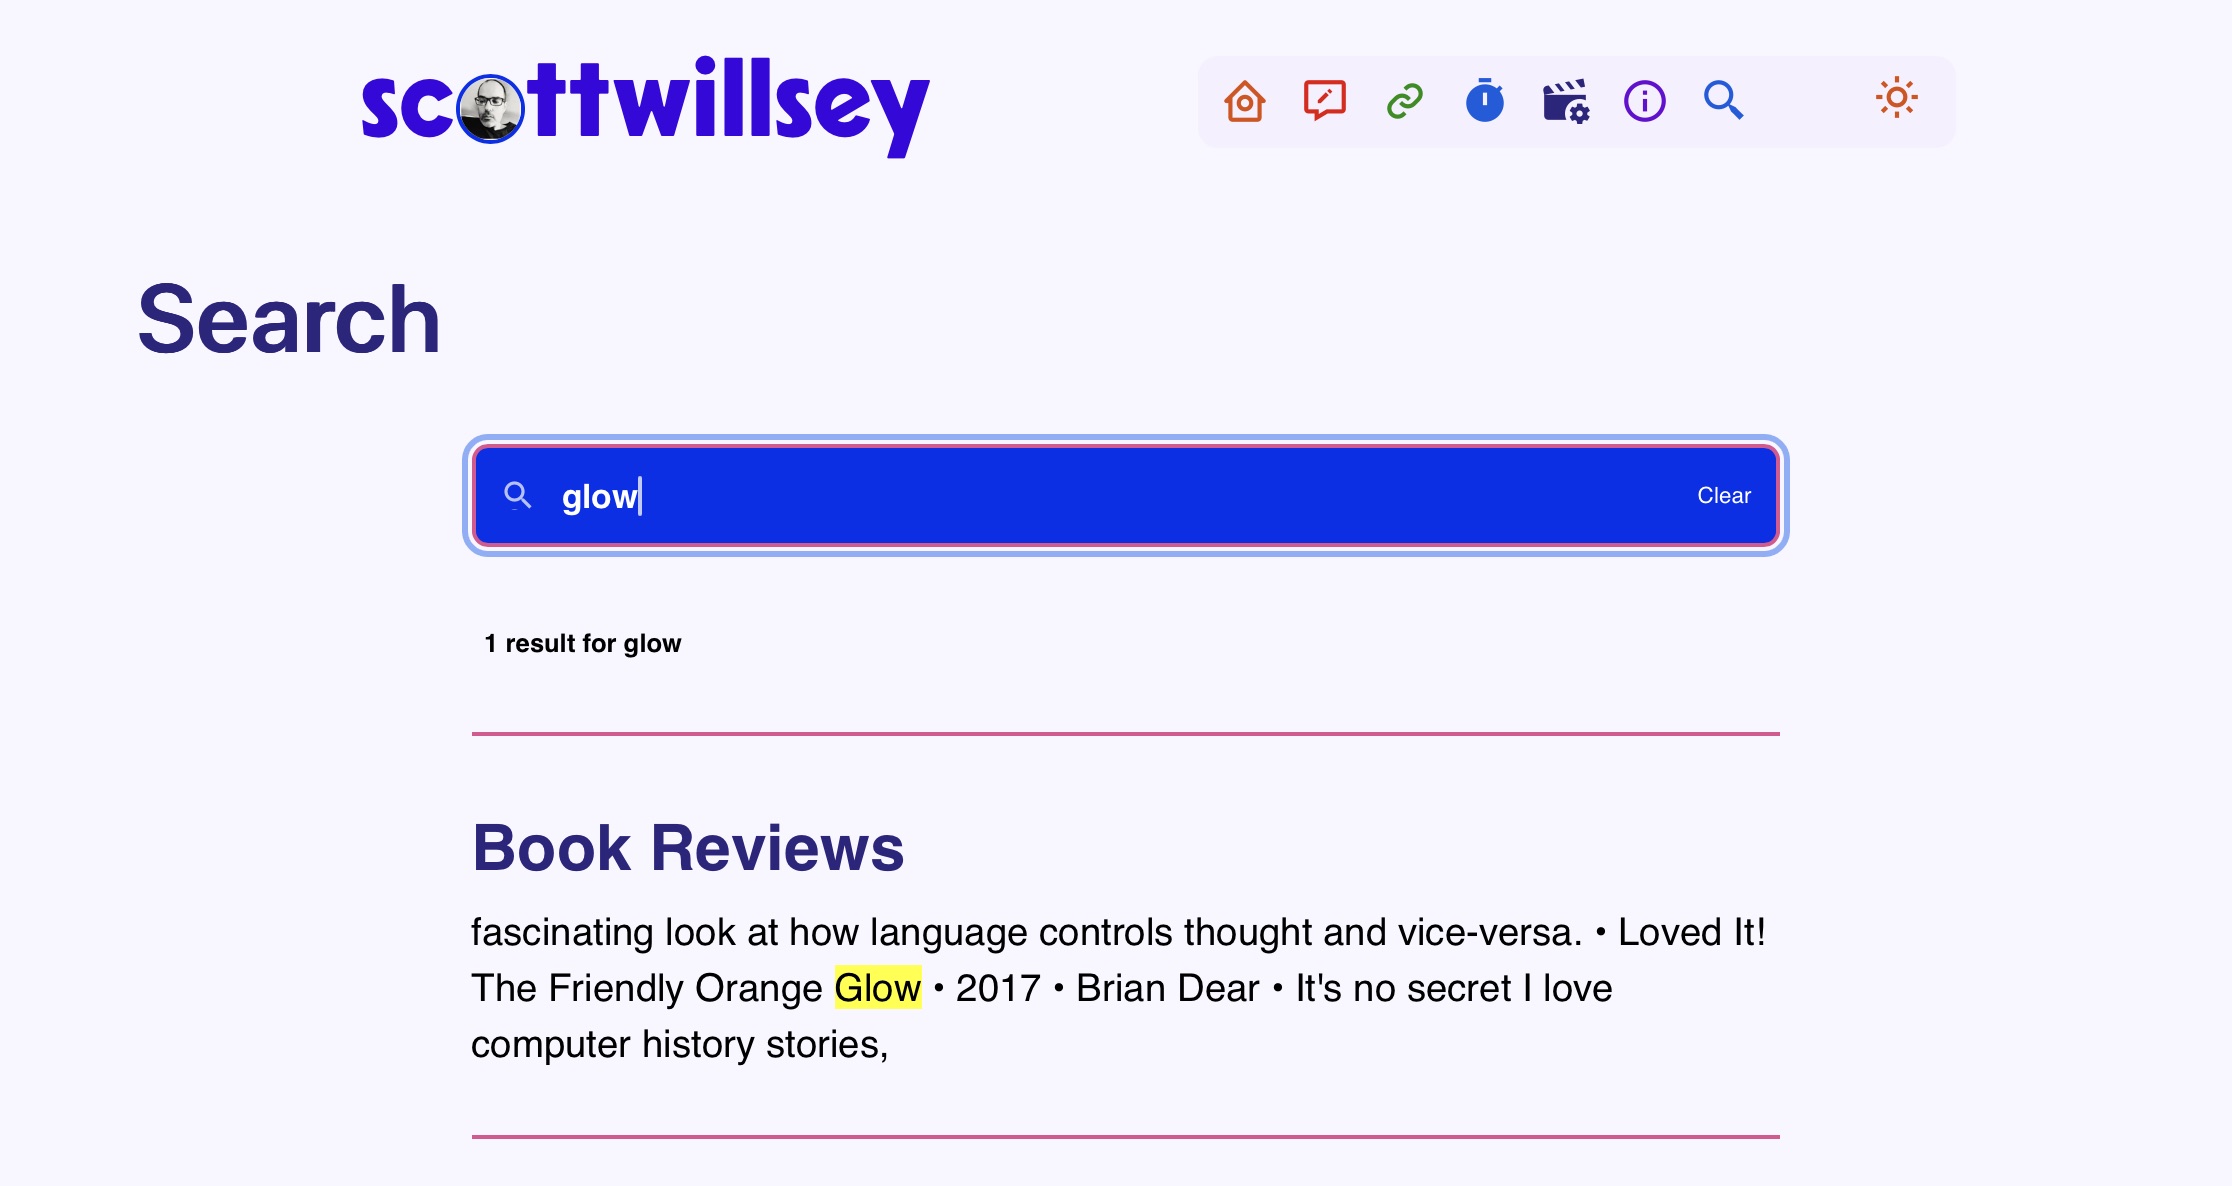 scottwillsey
Search
glow
Clear
1 result for glow
Book Reviews
fascinating look at how language controls thought and vice-versa. • Loved It!
The Friendly Orange Glow • 2017 • Brian Dear • It's no secret I love
computer history stories,